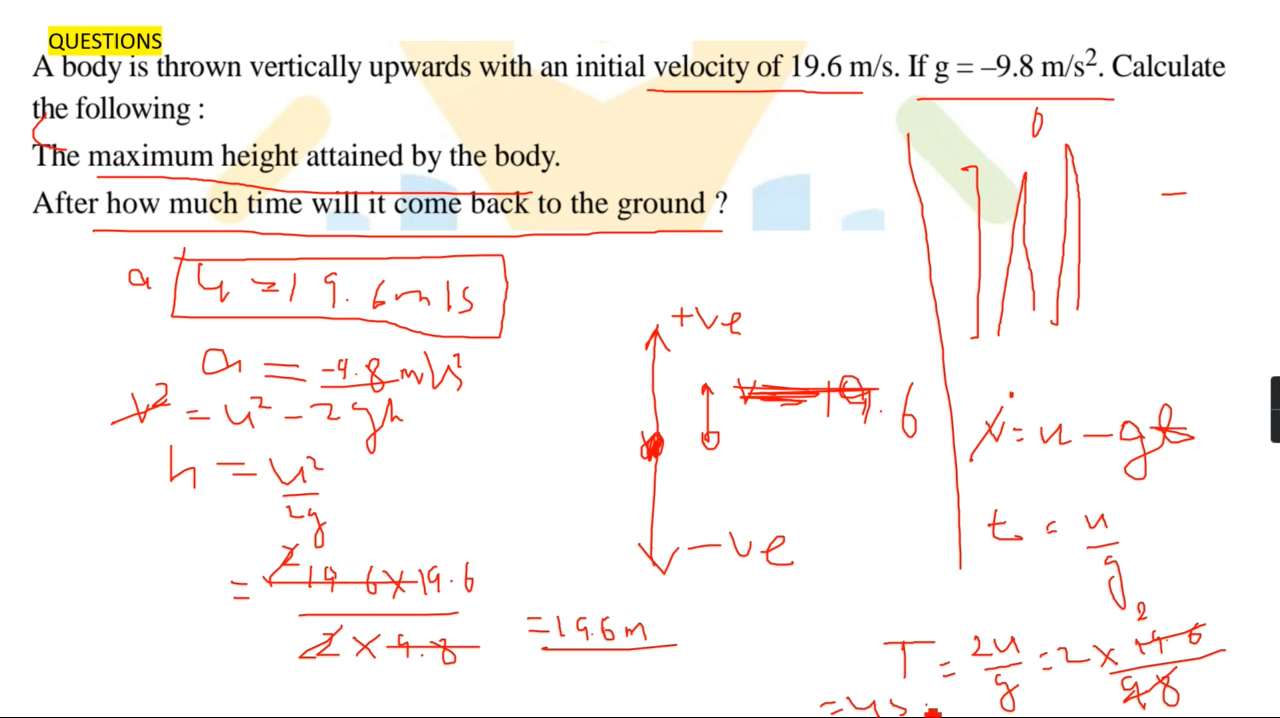 QUESTIONS
A body is thrown vertically upwards with an initial velocity of 19.6 m/s. If g = –9.8 m/s². Calculate
the following :
The maximum height attained by the body.
After how much time will it come back to the ground ?
a
u = 19.6 m/s
a = -9.8 m/s²
v² = u² - 2gh
h = u²
2g
= 19.6 x 19.6
2 x 9.8
= 19.6 m
+ve
19.6
-ve
0
v = u - gt
t = u
g
T = 2u = 2 x 19.6
g 9.8
= 4s